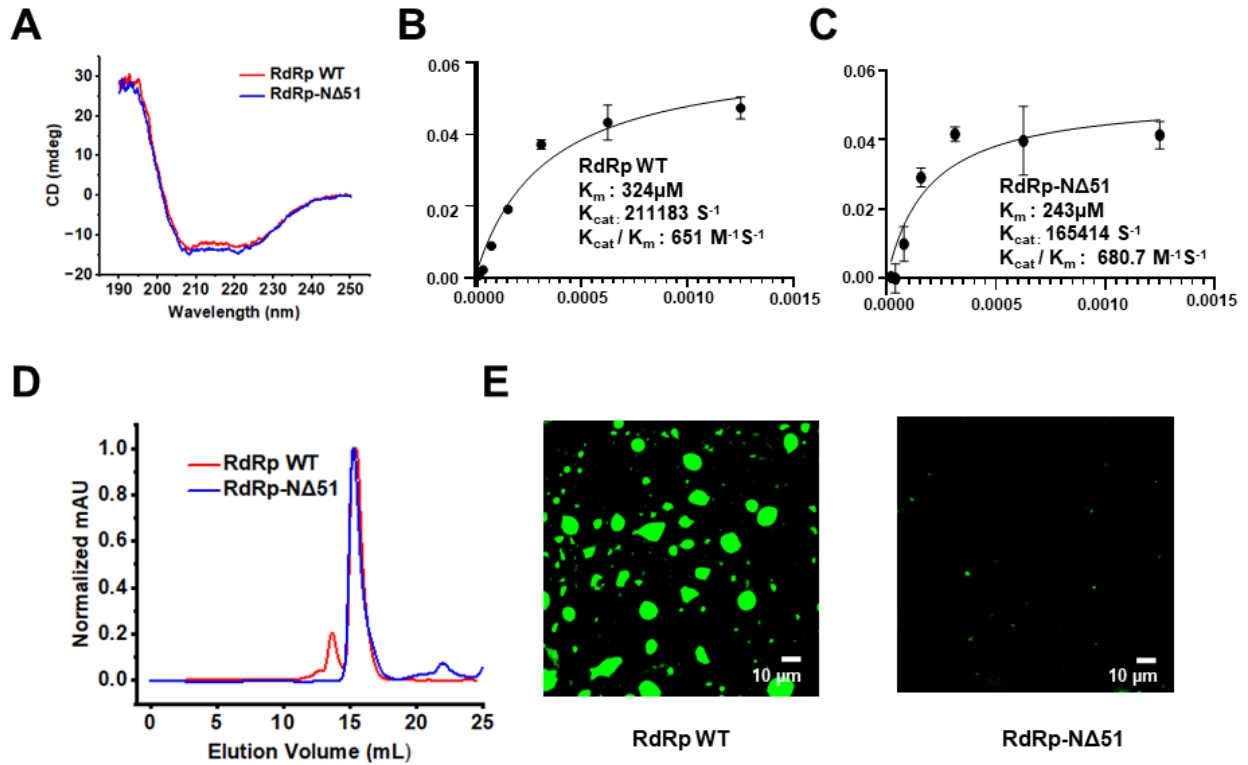 A
RdRp WT
RdRp-NΔ51
30
20
10
0
−10
−20
CD (mdeg)
190 200 210 220 230 240 250
Wavelength (nm)
B
0.06
0.04
0.02
0.00
RdRp WT
Km : 324µM
Kcat: 211183 S-1
Kcat / Km : 651 M-1S-1
0.0000 0.0005 0.0010 0.0015
C
0.06
0.04
0.02
0.00
RdRp-NΔ51
Km : 243µM
Kcat: 165414 S-1
Kcat / Km : 680.7 M-1S-1
0.0000 0.0005 0.0010 0.0015
D
RdRp WT
RdRp-NΔ51
1.0
0.8
0.6
0.4
0.2
0.0
Normalized mAU
0 5 10 15 20 25
Elution Volume (mL)
E
10 µm
10 µm
RdRp WT
RdRp-NΔ51